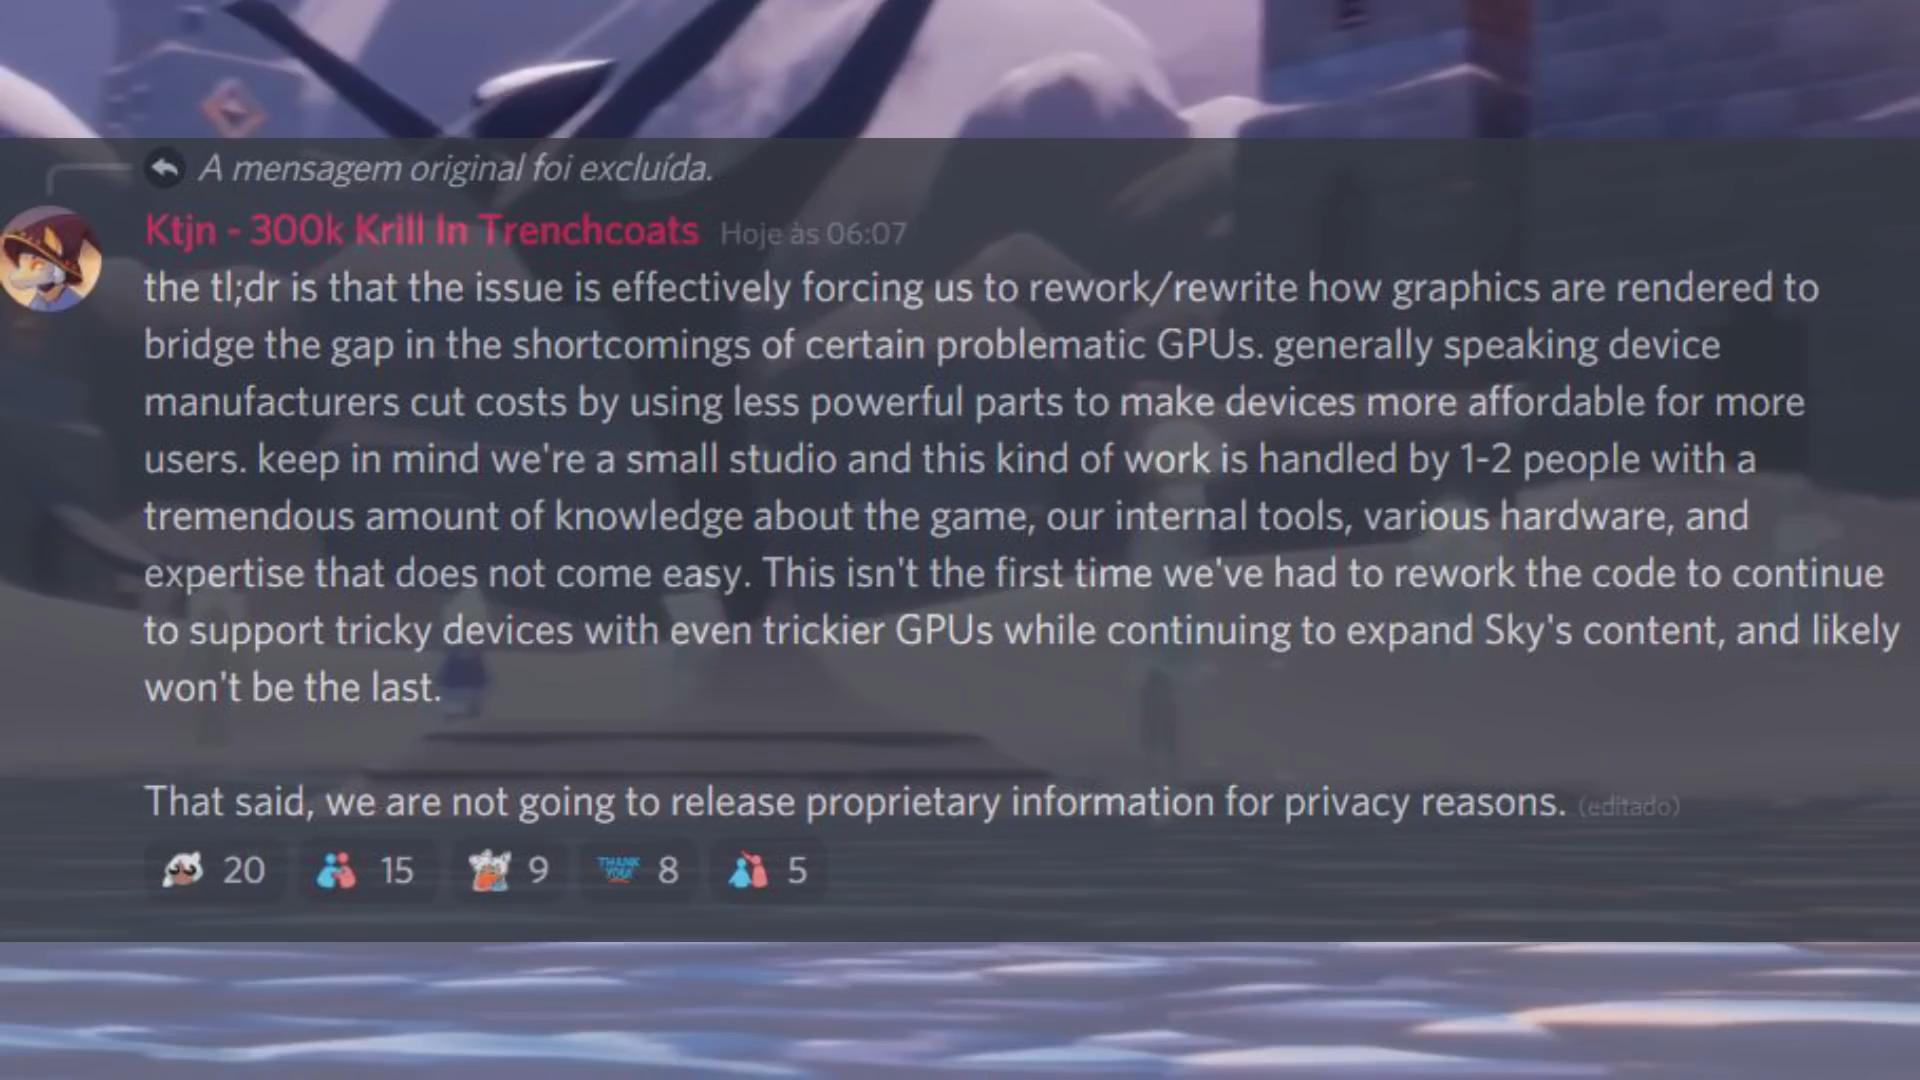 A mensagem original foi excluída.
Ktjn - 300k Krill In Trenchcoats Hoje às 06:07
the tl;dr is that the issue is effectively forcing us to rework/rewrite how graphics are rendered to
bridge the gap in the shortcomings of certain problematic GPUs. generally speaking device
manufacturers cut costs by using less powerful parts to make devices more affordable for more
users. keep in mind we're a small studio and this kind of work is handled by 1-2 people with a
tremendous amount of knowledge about the game, our internal tools, various hardware, and
expertise that does not come easy. This isn't the first time we've had to rework the code to continue
to support tricky devices with even trickier GPUs while continuing to expand Sky's content, and likely
won't be the last.
That said, we are not going to release proprietary information for privacy reasons. (editado)
20 15 9 THANK YOU! 8 5